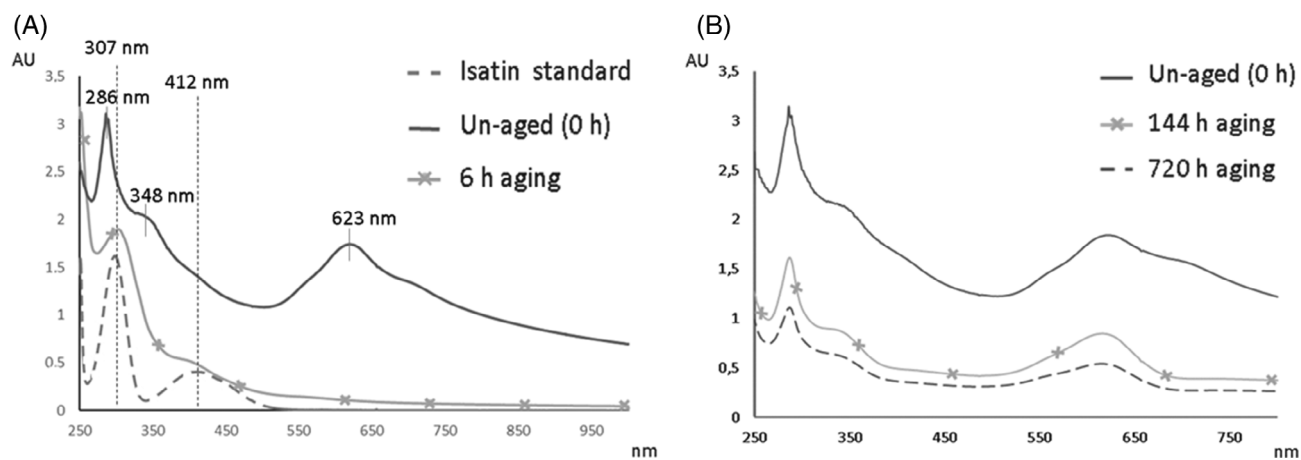 (A)
AU
307 nm
286 nm
412 nm
348 nm
623 nm
Isatin standard
Un-aged (0 h)
6 h aging
3,5
3
2,5
2
1,5
1
0,5
0
250 350 450 550 650 750 850 950
nm
(B)
AU
Un-aged (0 h)
144 h aging
720 h aging
3,5
3
2,5
2
1,5
1
0,5
0
250 350 450 550 650 750
nm